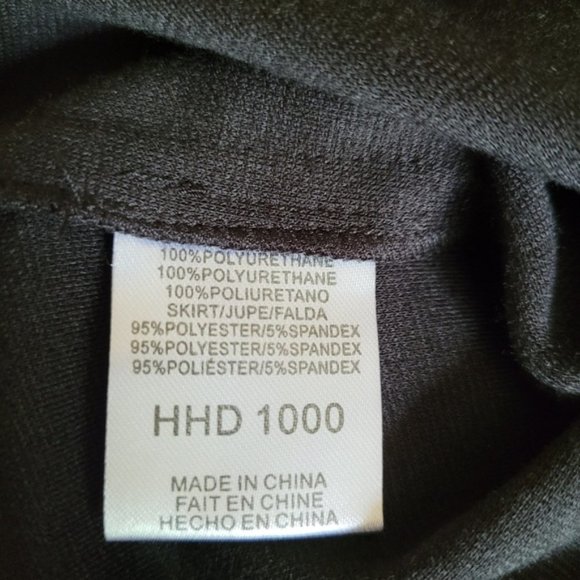 100%POLYURETHANE
100%POLYURETHANE
100%POLIURETANO
SKIRT/JUPE/FALDA
95%POLYESTER/5%SPANDEX
95%POLYESTER/5%SPANDEX
95%POLIÉSTER/5%SPANDEX
HHD 1000
MADE IN CHINA
FAIT EN CHINE
HECHO EN CHINA